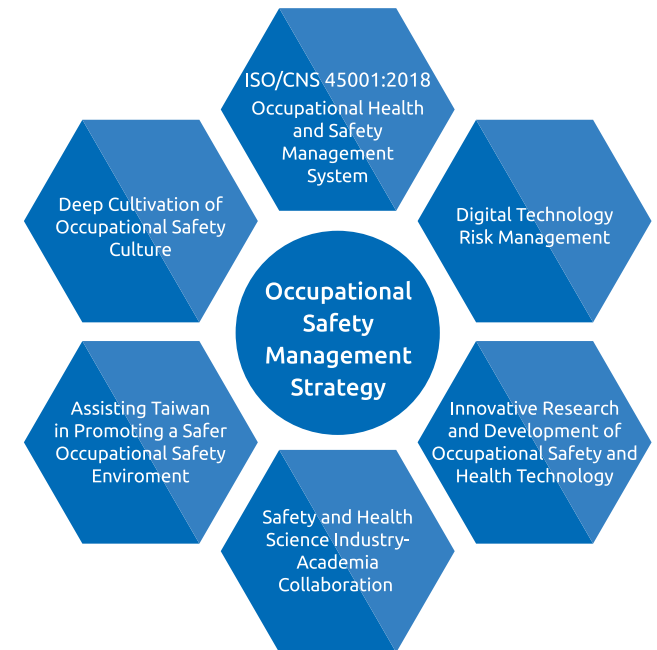 ISO/CNS 45001:2018
Occupational Health
and Safety
Management
System
Deep Cultivation of
Occupational Safety
Culture
Digital Technology
Risk Management
Occupational
Safety
Management
Strategy
Assisting Taiwan
in Promoting a Safer
Occupational Safety
Enviroment
Innovative Research
and Development of
Occupational Safety and
Health Technology
Safety and Health
Science Industry-
Academia
Collaboration